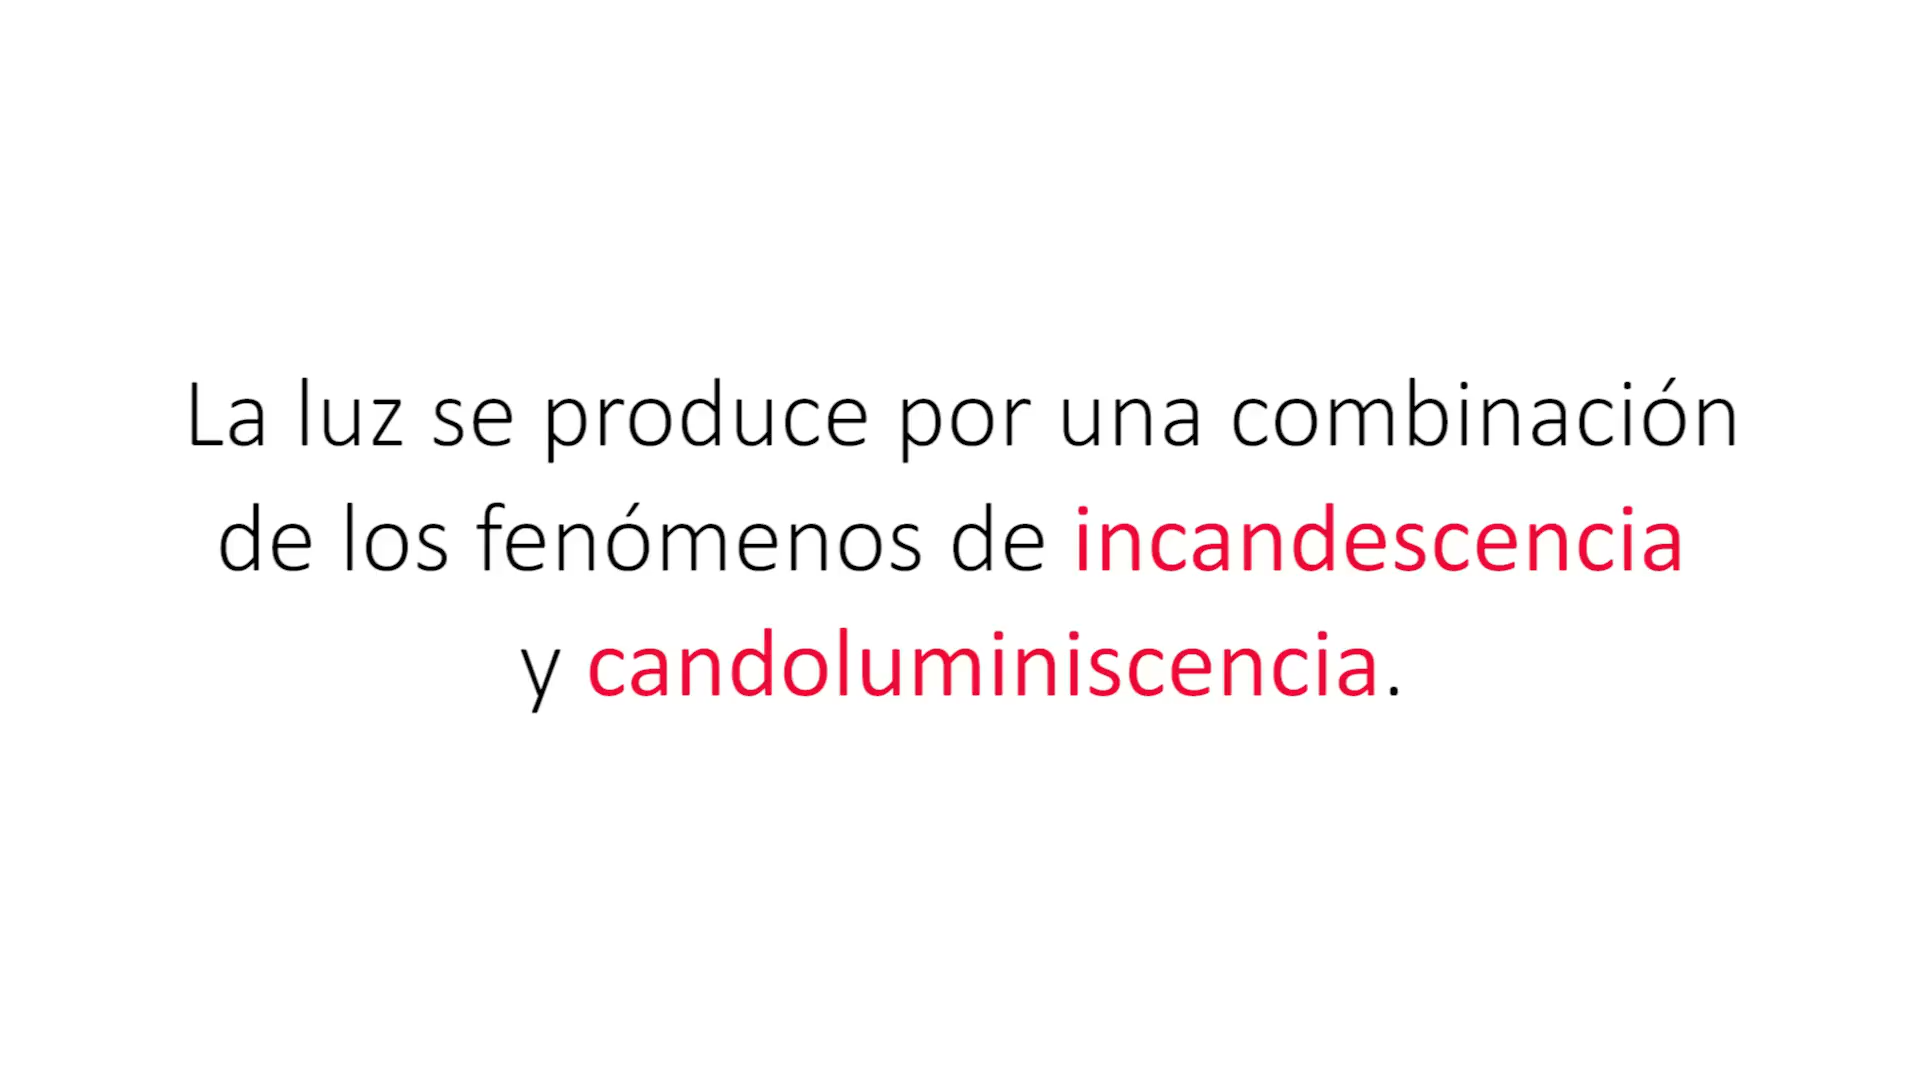 La luz se produce por una combinación
de los fenómenos de incandescencia
y candoluminiscencia.